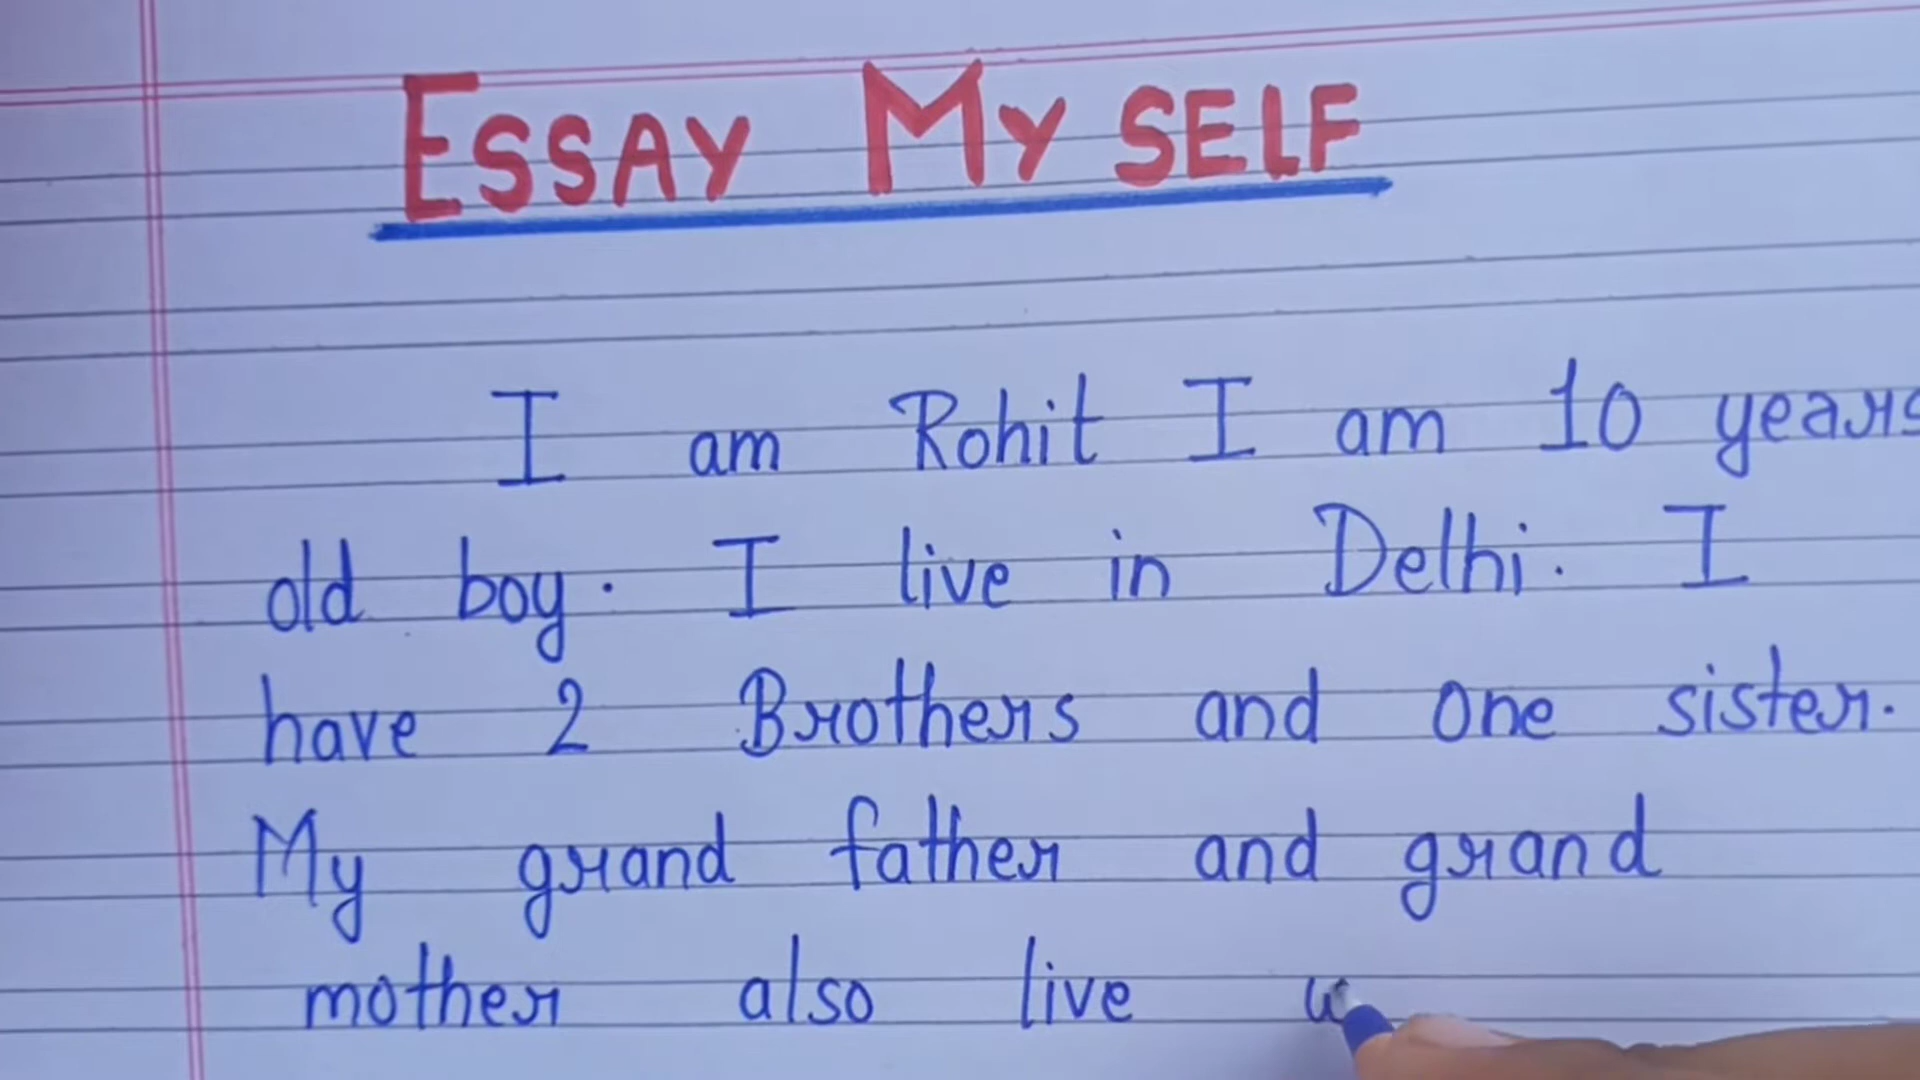 ESSAY MY SELF
I am Rohit I am 10 years
old boy. I live in Delhi. I
have 2 Brothers and One sister.
My grand father and grand
mother also live